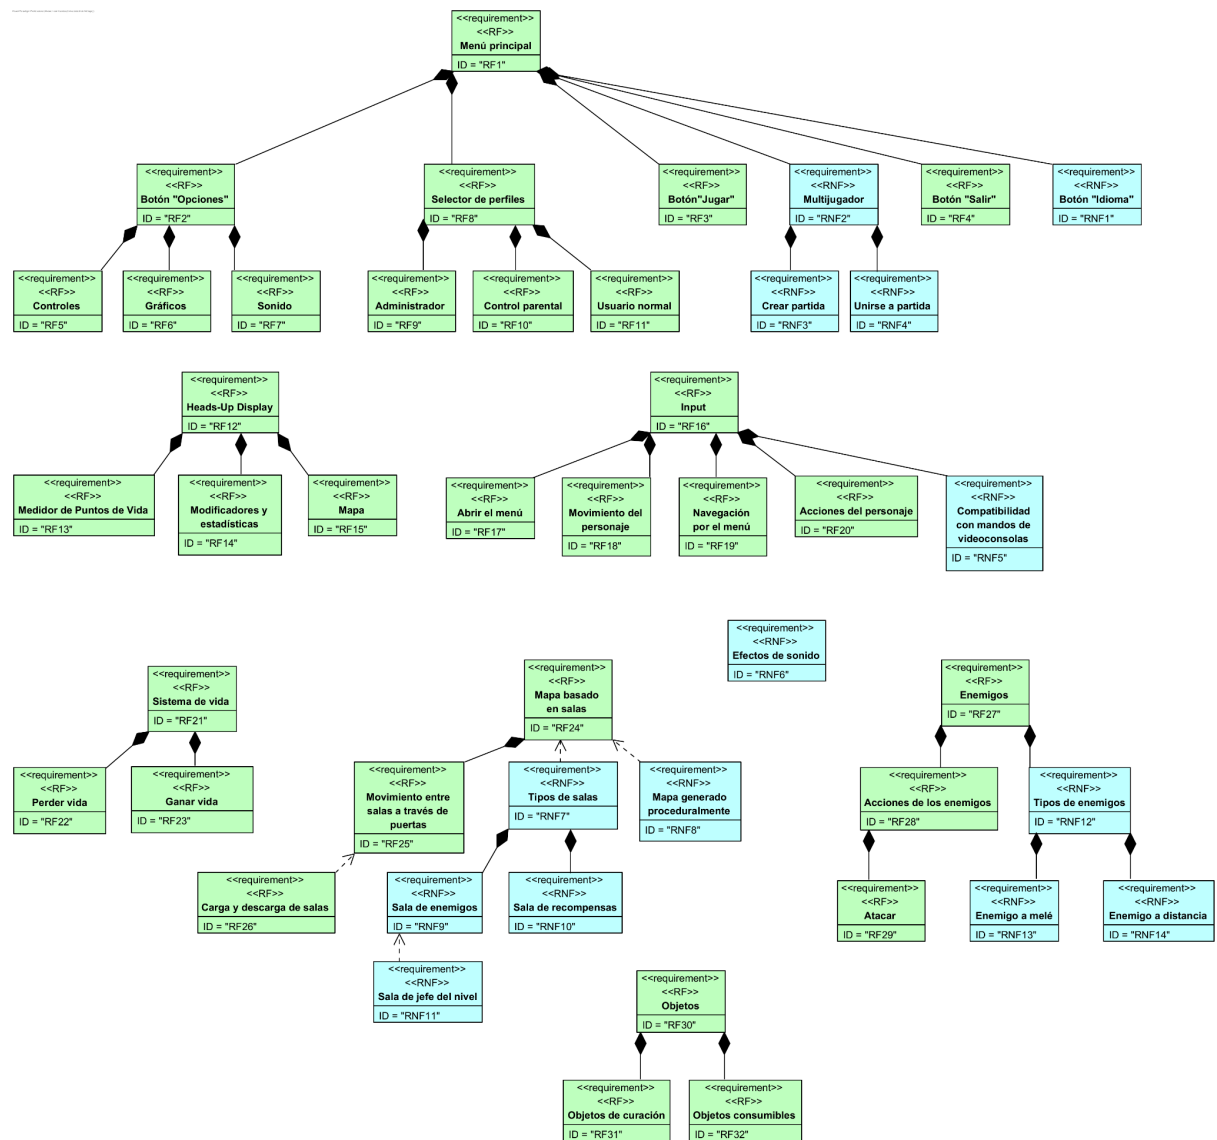 <<requirement>>
<<RF>>
Menú principal
ID = "RF1"
<<requirement>>
<<RF>>
Botón "Opciones"
ID = "RF2"
<<requirement>>
<<RF>>
Selector de perfiles
ID = "RF8"
<<requirement>>
<<RF>>
Botón"Jugar"
ID = "RF3"
<<requirement>>
<<RNF>>
Multijugador
ID = "RNF2"
<<requirement>>
<<RF>>
Botón "Salir"
ID = "RF4"
<<requirement>>
<<RNF>>
Botón "Idioma"
ID = "RNF1"
<<requirement>>
<<RF>>
Controles
ID = "RF5"
<<requirement>>
<<RF>>
Gráficos
ID = "RF6"
<<requirement>>
<<RF>>
Sonido
ID = "RF7"
<<requirement>>
<<RF>>
Administrador
ID = "RF9"
<<requirement>>
<<RF>>
Control parental
ID = "RF10"
<<requirement>>
<<RF>>
Usuario normal
ID = "RF11"
<<requirement>>
<<RNF>>
Crear partida
ID = "RNF3"
<<requirement>>
<<RNF>>
Unirse a partida
ID = "RNF4"
<<requirement>>
<<RF>>
Heads-Up Display
ID = "RF12"
<<requirement>>
<<RF>>
Input
ID = "RF16"
<<requirement>>
<<RF>>
Medidor de Puntos de Vida
ID = "RF13"
<<requirement>>
<<RF>>
Modificadores y
estadísticas
ID = "RF14"
<<requirement>>
<<RF>>
Mapa
ID = "RF15"
<<requirement>>
<<RF>>
Abrir el menú
ID = "RF17"
<<requirement>>
<<RF>>
Movimiento del
personaje
ID = "RF18"
<<requirement>>
<<RF>>
Navegación
por el menú
ID = "RF19"
<<requirement>>
<<RF>>
Acciones del personaje
ID = "RF20"
<<requirement>>
<<RNF>>
Compatibilidad
con mandos de
videoconsolas
ID = "RNF5"
<<requirement>>
<<RNF>>
Efectos de sonido
ID = "RNF6"
<<requirement>>
<<RF>>
Sistema de vida
ID = "RF21"
<<requirement>>
<<RF>>
Mapa basado
en salas
ID = "RF24"
<<requirement>>
<<RF>>
Enemigos
ID = "RF27"
<<requirement>>
<<RF>>
Perder vida
ID = "RF22"
<<requirement>>
<<RF>>
Ganar vida
ID = "RF23"
<<requirement>>
<<RF>>
Movimiento entre
salas a través de
puertas
ID = "RF25"
<<requirement>>
<<RNF>>
Tipos de salas
ID = "RNF7"
<<requirement>>
<<RNF>>
Mapa generado
proceduralmente
ID = "RNF8"
<<requirement>>
<<RF>>
Acciones de los enemigos
ID = "RF28"
<<requirement>>
<<RNF>>
Tipos de enemigos
ID = "RNF12"
<<requirement>>
<<RF>>
Carga y descarga de salas
ID = "RF26"
<<requirement>>
<<RNF>>
Sala de enemigos
ID = "RNF9"
<<requirement>>
<<RNF>>
Sala de recompensas
ID = "RNF10"
<<requirement>>
<<RF>>
Atacar
ID = "RF29"
<<requirement>>
<<RNF>>
Enemigo a melé
ID = "RNF13"
<<requirement>>
<<RNF>>
Enemigo a distancia
ID = "RNF14"
<<requirement>>
<<RNF>>
Sala de jefe del nivel
ID = "RNF11"
<<requirement>>
<<RF>>
Objetos
ID = "RF30"
<<requirement>>
<<RF>>
Objetos de curación
ID = "RF31"
<<requirement>>
<<RF>>
Objetos consumibles
ID = "RF32"